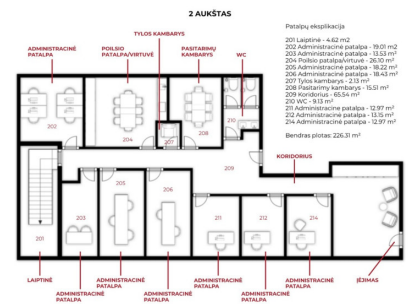 2 AUKŠTAS
Patalpų eksplikacija
201 Laiptinė - 4.62 m2
202 Administracinė patalpa - 19.01 m2
203 Administracinė patalpa - 13.53 m²
204 Poilsio patalpa/virtuvė - 26.10 m²
205 Administracinė patalpa - 18.22 m²
206 Administracinė patalpa - 18.43 m²
207 Tylos kambarys - 2.13 m²
208 Pasitarimų kambarys - 15.51 m²
209 Koridorius - 65.54 m²
210 WC - 9.13 m²
211 Administracinė patalpa - 12.97 m²
212 Administracinė patalpa - 13.15 m²
214 Administracinė patalpa - 12.97 m²
Bendras plotas: 226.31 m²
TYLOS KAMBARYS
ADMINISTRACINĖ
PATALPA
POILSIO
PATALPA/VIRTUVĖ
PASITARIMŲ
KAMBARYS
WC
202
204
207
208
210
209
KORIDORIUS
205
206
201
203
211
212
214
LAIPTINĖ
ADMINISTRACINĖ
PATALPA
ADMINISTRACINĖ
PATALPA
ADMINISTRACINĖ
PATALPA
ADMINISTRACINĖ
PATALPA
ADMINISTRACINĖ
PATALPA
ADMINISTRACINĖ
PATALPA
ĮĖJIMAS